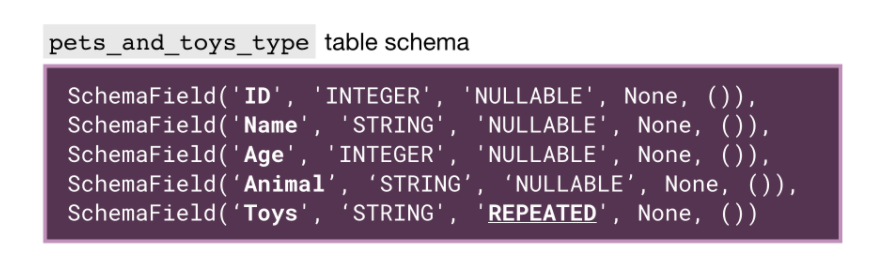 pets_and_toys_type table schema
SchemaField('ID', 'INTEGER', 'NULLABLE', None, ()),
SchemaField('Name', 'STRING', 'NULLABLE', None, ()),
SchemaField('Age', 'INTEGER', 'NULLABLE', None, ()),
SchemaField(‘Animal’, ‘STRING’, ‘NULLABLE’, None, ()),
SchemaField(‘Toys', ‘STRING', 'REPEATED', None, ())